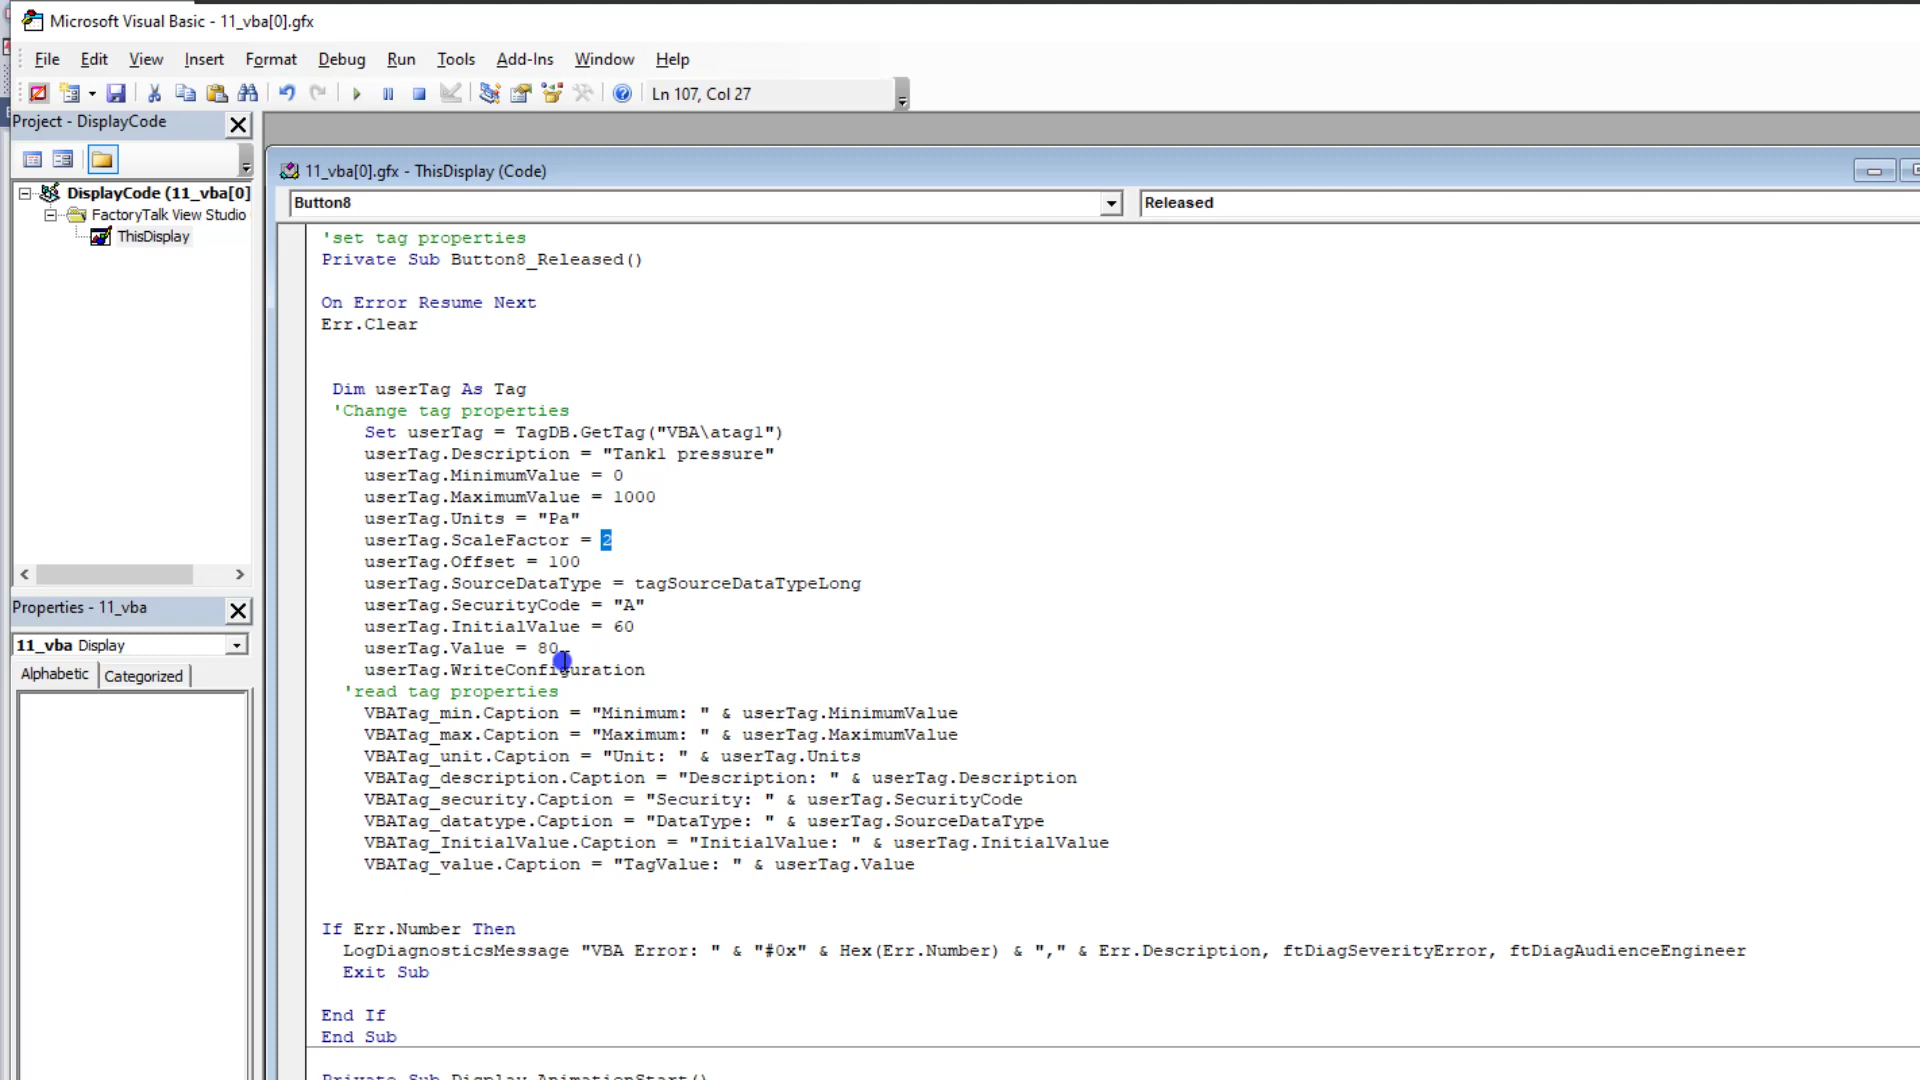 Microsoft Visual Basic - 11_vba[0].gfx
File Edit View Insert Format Debug Run Tools Add-Ins Window Help
Ln 107, Col 27
Project - DisplayCode
DisplayCode (11_vba[0]
FactoryTalk View Studio
ThisDisplay
Properties - 11_vba
11_vba Display
Alphabetic Categorized
11_vba[0].gfx - ThisDisplay (Code)
Button8 Released
'set tag properties
Private Sub Button8_Released()
On Error Resume Next
Err.Clear
Dim userTag As Tag
'Change tag properties
Set userTag = TagDB.GetTag("VBA\atag1")
userTag.Description = "Tank1 pressure"
userTag.MinimumValue = 0
userTag.MaximumValue = 1000
userTag.Units = "Pa"
userTag.ScaleFactor = 2
userTag.Offset = 100
userTag.SourceDataType = tagSourceDataTypeLong
userTag.SecurityCode = "A"
userTag.InitialValue = 60
userTag.Value = 80
userTag.WriteConfiguration
'read tag properties
VBATag_min.Caption = "Minimum: " & userTag.MinimumValue
VBATag_max.Caption = "Maximum: " & userTag.MaximumValue
VBATag_unit.Caption = "Unit: " & userTag.Units
VBATag_description.Caption = "Description: " & userTag.Description
VBATag_security.Caption = "Security: " & userTag.SecurityCode
VBATag_datatype.Caption = "DataType: " & userTag.SourceDataType
VBATag_InitialValue.Caption = "InitialValue: " & userTag.InitialValue
VBATag_value.Caption = "TagValue: " & userTag.Value
If Err.Number Then
LogDiagnosticsMessage "VBA Error: " & "#0x" & Hex(Err.Number) & "," & Err.Description, ftDiagSeverityError, ftDiagAudienceEngineer
Exit Sub
End If
End Sub
Private Sub Display_AnimationStart()